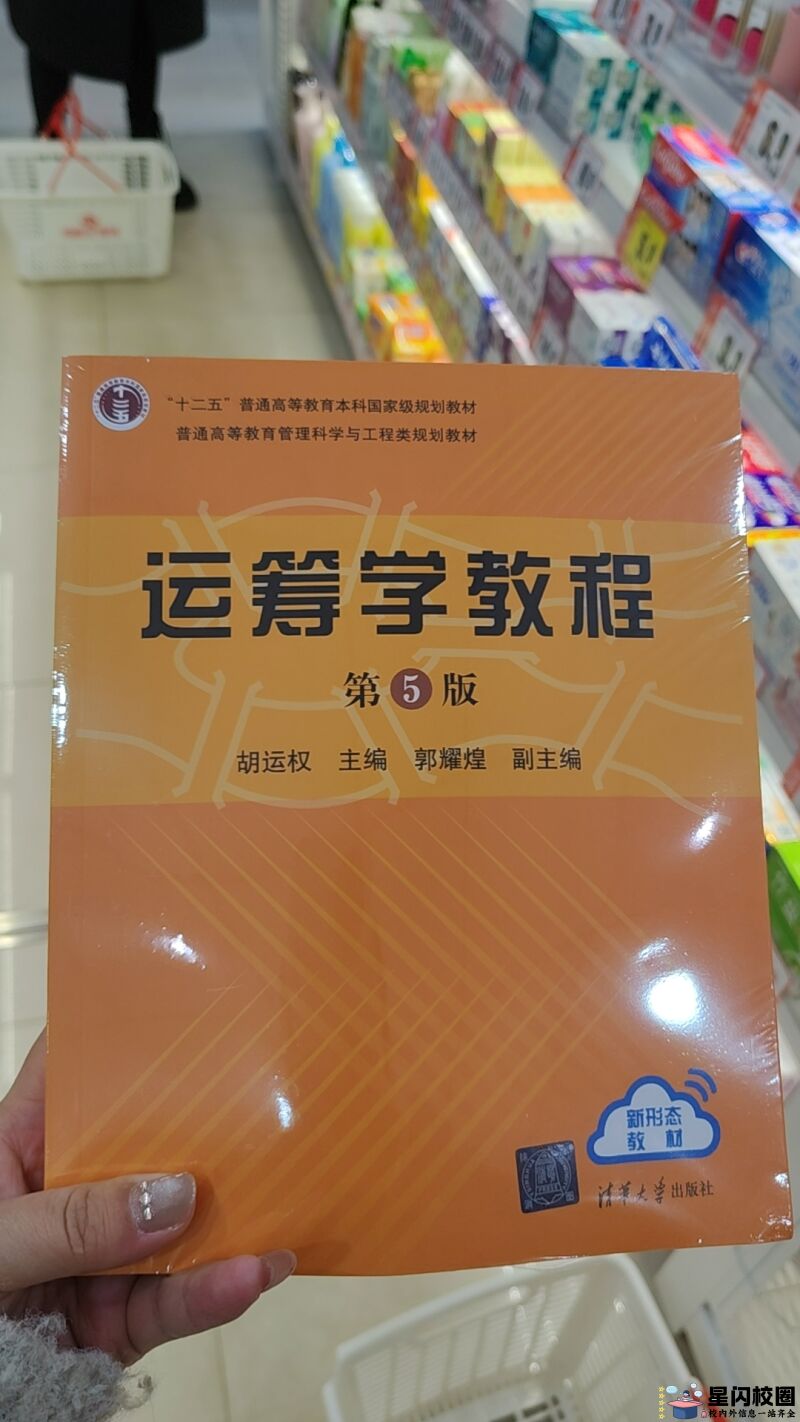 十二五
“十二五”普通高等教育本科国家级规划教材
普通高等教育管理科学与工程类规划教材
运筹学教程
第5版
胡运权 主编 郭耀煌 副主编
新形态
教材
清华大学出版社
星闪校圈
校内外信息一站齐全